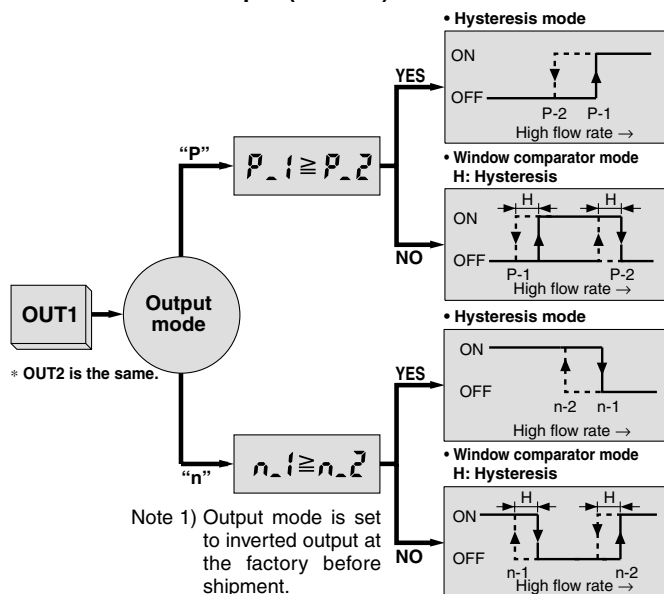 • Hysteresis mode
ON
OFF
P-2 P-1
High flow rate →
YES
"P"
P_1 ≧ P_2
NO
• Window comparator mode
H: Hysteresis
H H
ON
OFF
P-1 P-2
High flow rate →
OUT1
Output
mode
* OUT2 is the same.
• Hysteresis mode
ON
OFF
n-2 n-1
High flow rate →
YES
"n"
n_1≧n_2
NO
• Window comparator mode
H: Hysteresis
H H
ON
OFF
n-1 n-2
High flow rate →
Note 1) Output mode is set
to inverted output at
the factory before
shipment.